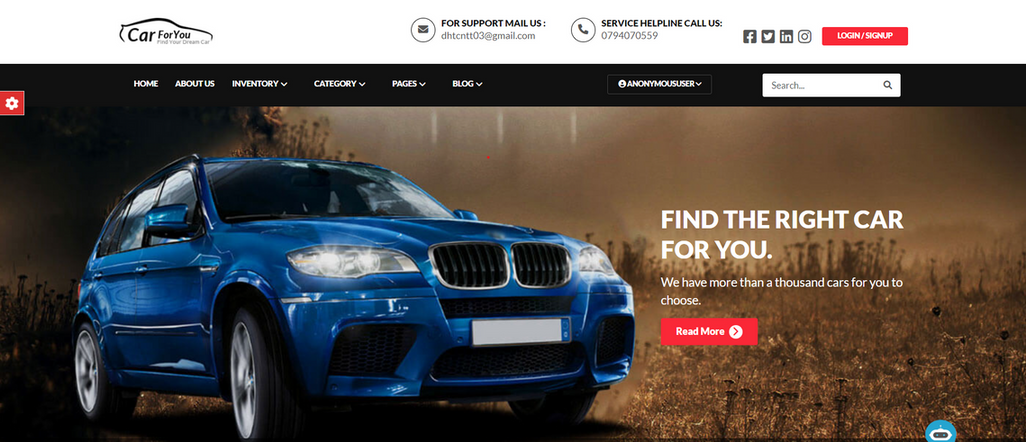 Car ForYou
Find Your Dream Car
FOR SUPPORT MAIL US :
dhtcntt03@gmail.com
SERVICE HELPLINE CALL US:
0794070559
LOGIN / SIGNUP
HOME
ABOUT US
INVENTORY
CATEGORY
PAGES
BLOG
ANONYMOUSUSER
Search...
FIND THE RIGHT CAR
FOR YOU.
We have more than a thousand cars for you to
choose.
Read More